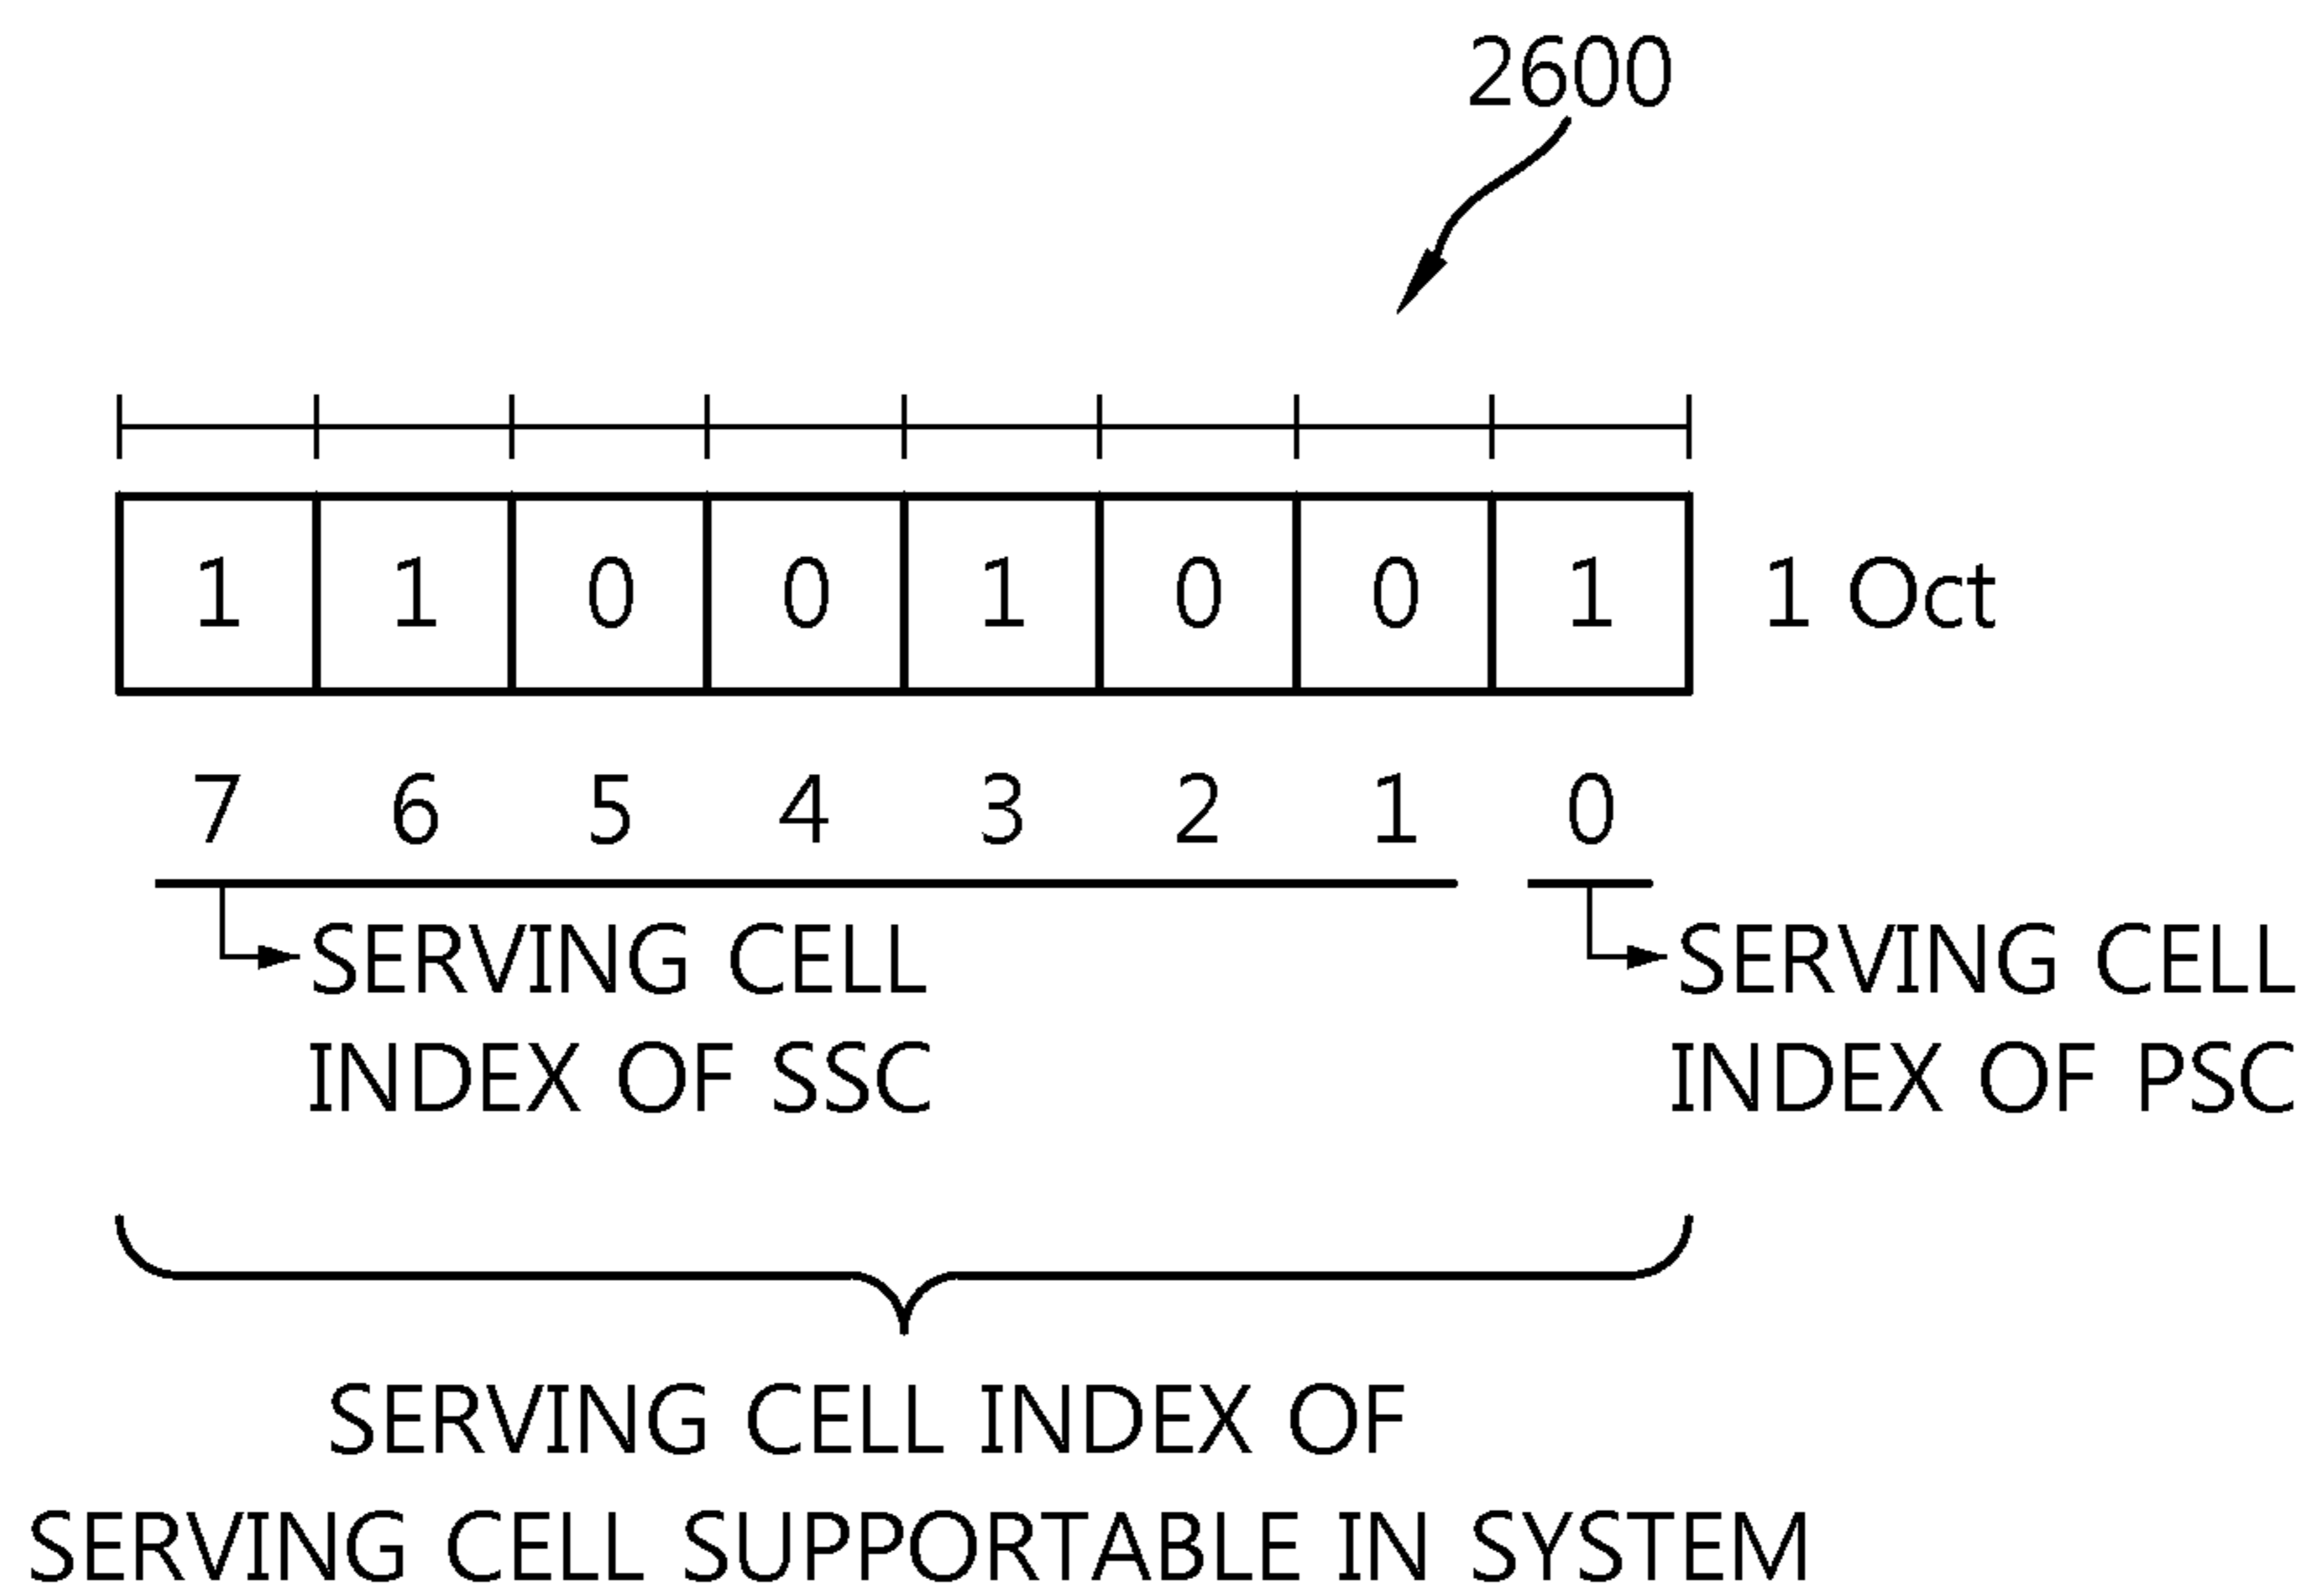 2600
1 1 0 0 1 0 0 1 1 Oct
7 6 5 4 3 2 1 0
SERVING CELL
INDEX OF SSC
SERVING CELL
INDEX OF PSC
SERVING CELL INDEX OF
SERVING CELL SUPPORTABLE IN SYSTEM